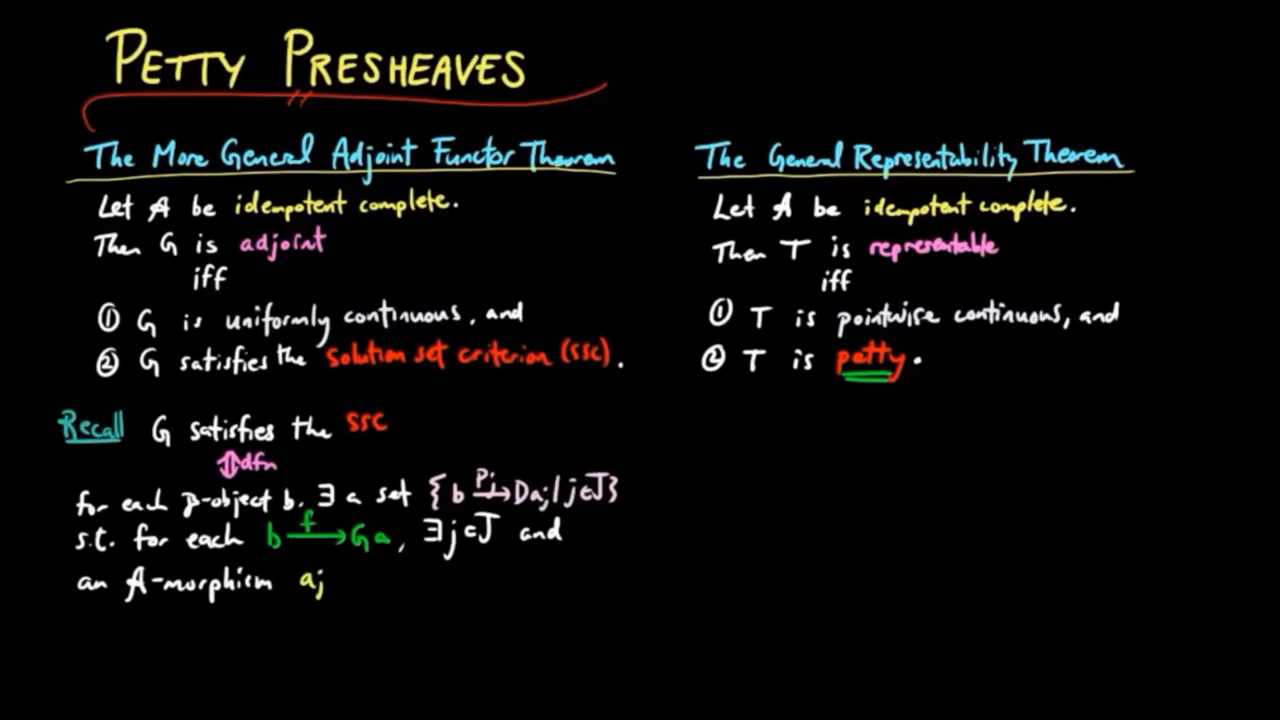 PETTY PRESHEAVES
The More General Adjoint Functor Theorem
Let A be idempotent complete.
Then G is adjoint
iff
① G is uniformly continuous, and
② G satisfies the solution set criterion (ssc).
Recall G satisfies the ssc
⇕dfn
for each B-object b, ∃ a set {b -Pj→ Daj | j∈J}
s.t. for each b -f→ Ga, ∃j∈J and
an A-morphism aj
The General Representability Theorem
Let A be idempotent complete.
Then T is representable
iff
① T is pointwise continuous, and
② T is petty.